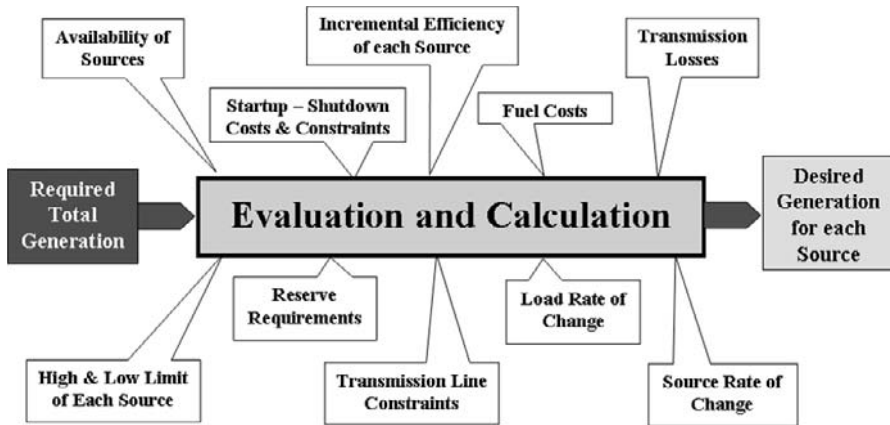 Availability of
Sources
Incremental Efficiency
of each Source
Transmission
Losses
Startup – Shutdown
Costs & Constraints
Fuel Costs
Required
Total
Generation
Evaluation and Calculation
Desired
Generation
for each
Source
Reserve
Requirements
Load Rate of
Change
High & Low Limit
of Each Source
Transmission Line
Constraints
Source Rate of
Change